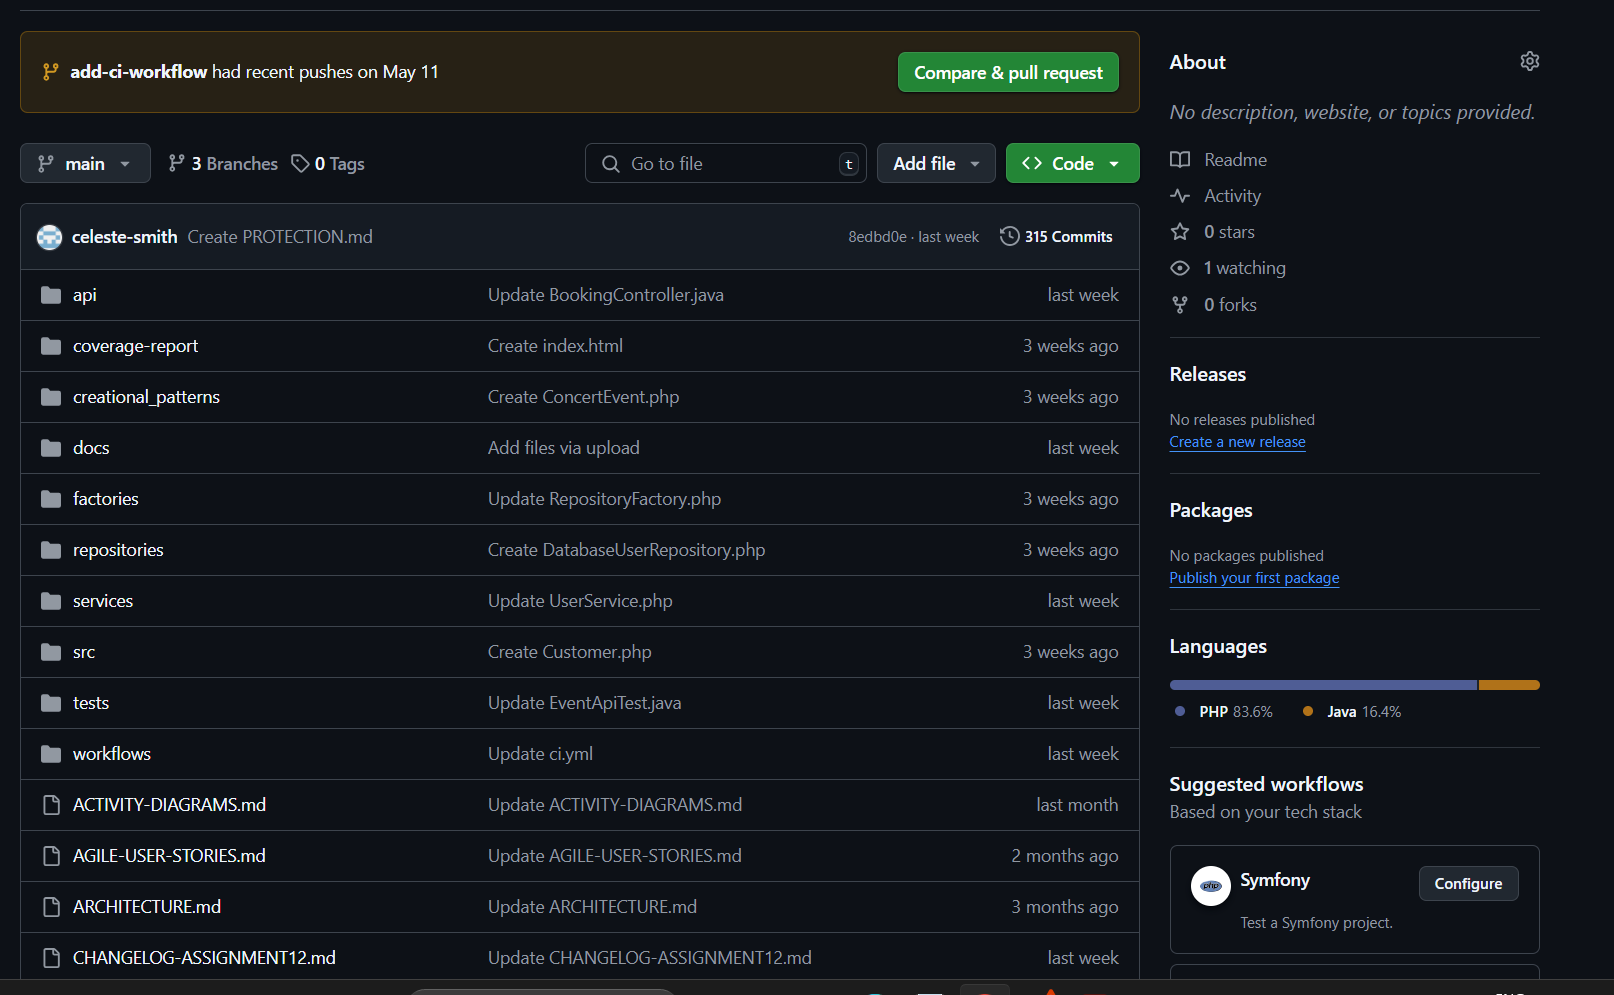 add-ci-workflow had recent pushes on May 11
Compare & pull request
main
3 Branches
0 Tags
Go to file
t
Add file
Code
celeste-smith Create PROTECTION.md
8edbd0e · last week
315 Commits
api Update BookingController.java last week
coverage-report Create index.html 3 weeks ago
creational_patterns Create ConcertEvent.php 3 weeks ago
docs Add files via upload last week
factories Update RepositoryFactory.php 3 weeks ago
repositories Create DatabaseUserRepository.php 3 weeks ago
services Update UserService.php last week
src Create Customer.php 3 weeks ago
tests Update EventApiTest.java last week
workflows Update ci.yml last week
ACTIVITY-DIAGRAMS.md Update ACTIVITY-DIAGRAMS.md last month
AGILE-USER-STORIES.md Update AGILE-USER-STORIES.md 2 months ago
ARCHITECTURE.md Update ARCHITECTURE.md 3 months ago
CHANGELOG-ASSIGNMENT12.md Update CHANGELOG-ASSIGNMENT12.md last week
About
No description, website, or topics provided.
Readme
Activity
0 stars
1 watching
0 forks
Releases
No releases published
Create a new release
Packages
No packages published
Publish your first package
Languages
PHP 83.6% Java 16.4%
Suggested workflows
Based on your tech stack
php
Symfony
Configure
Test a Symfony project.